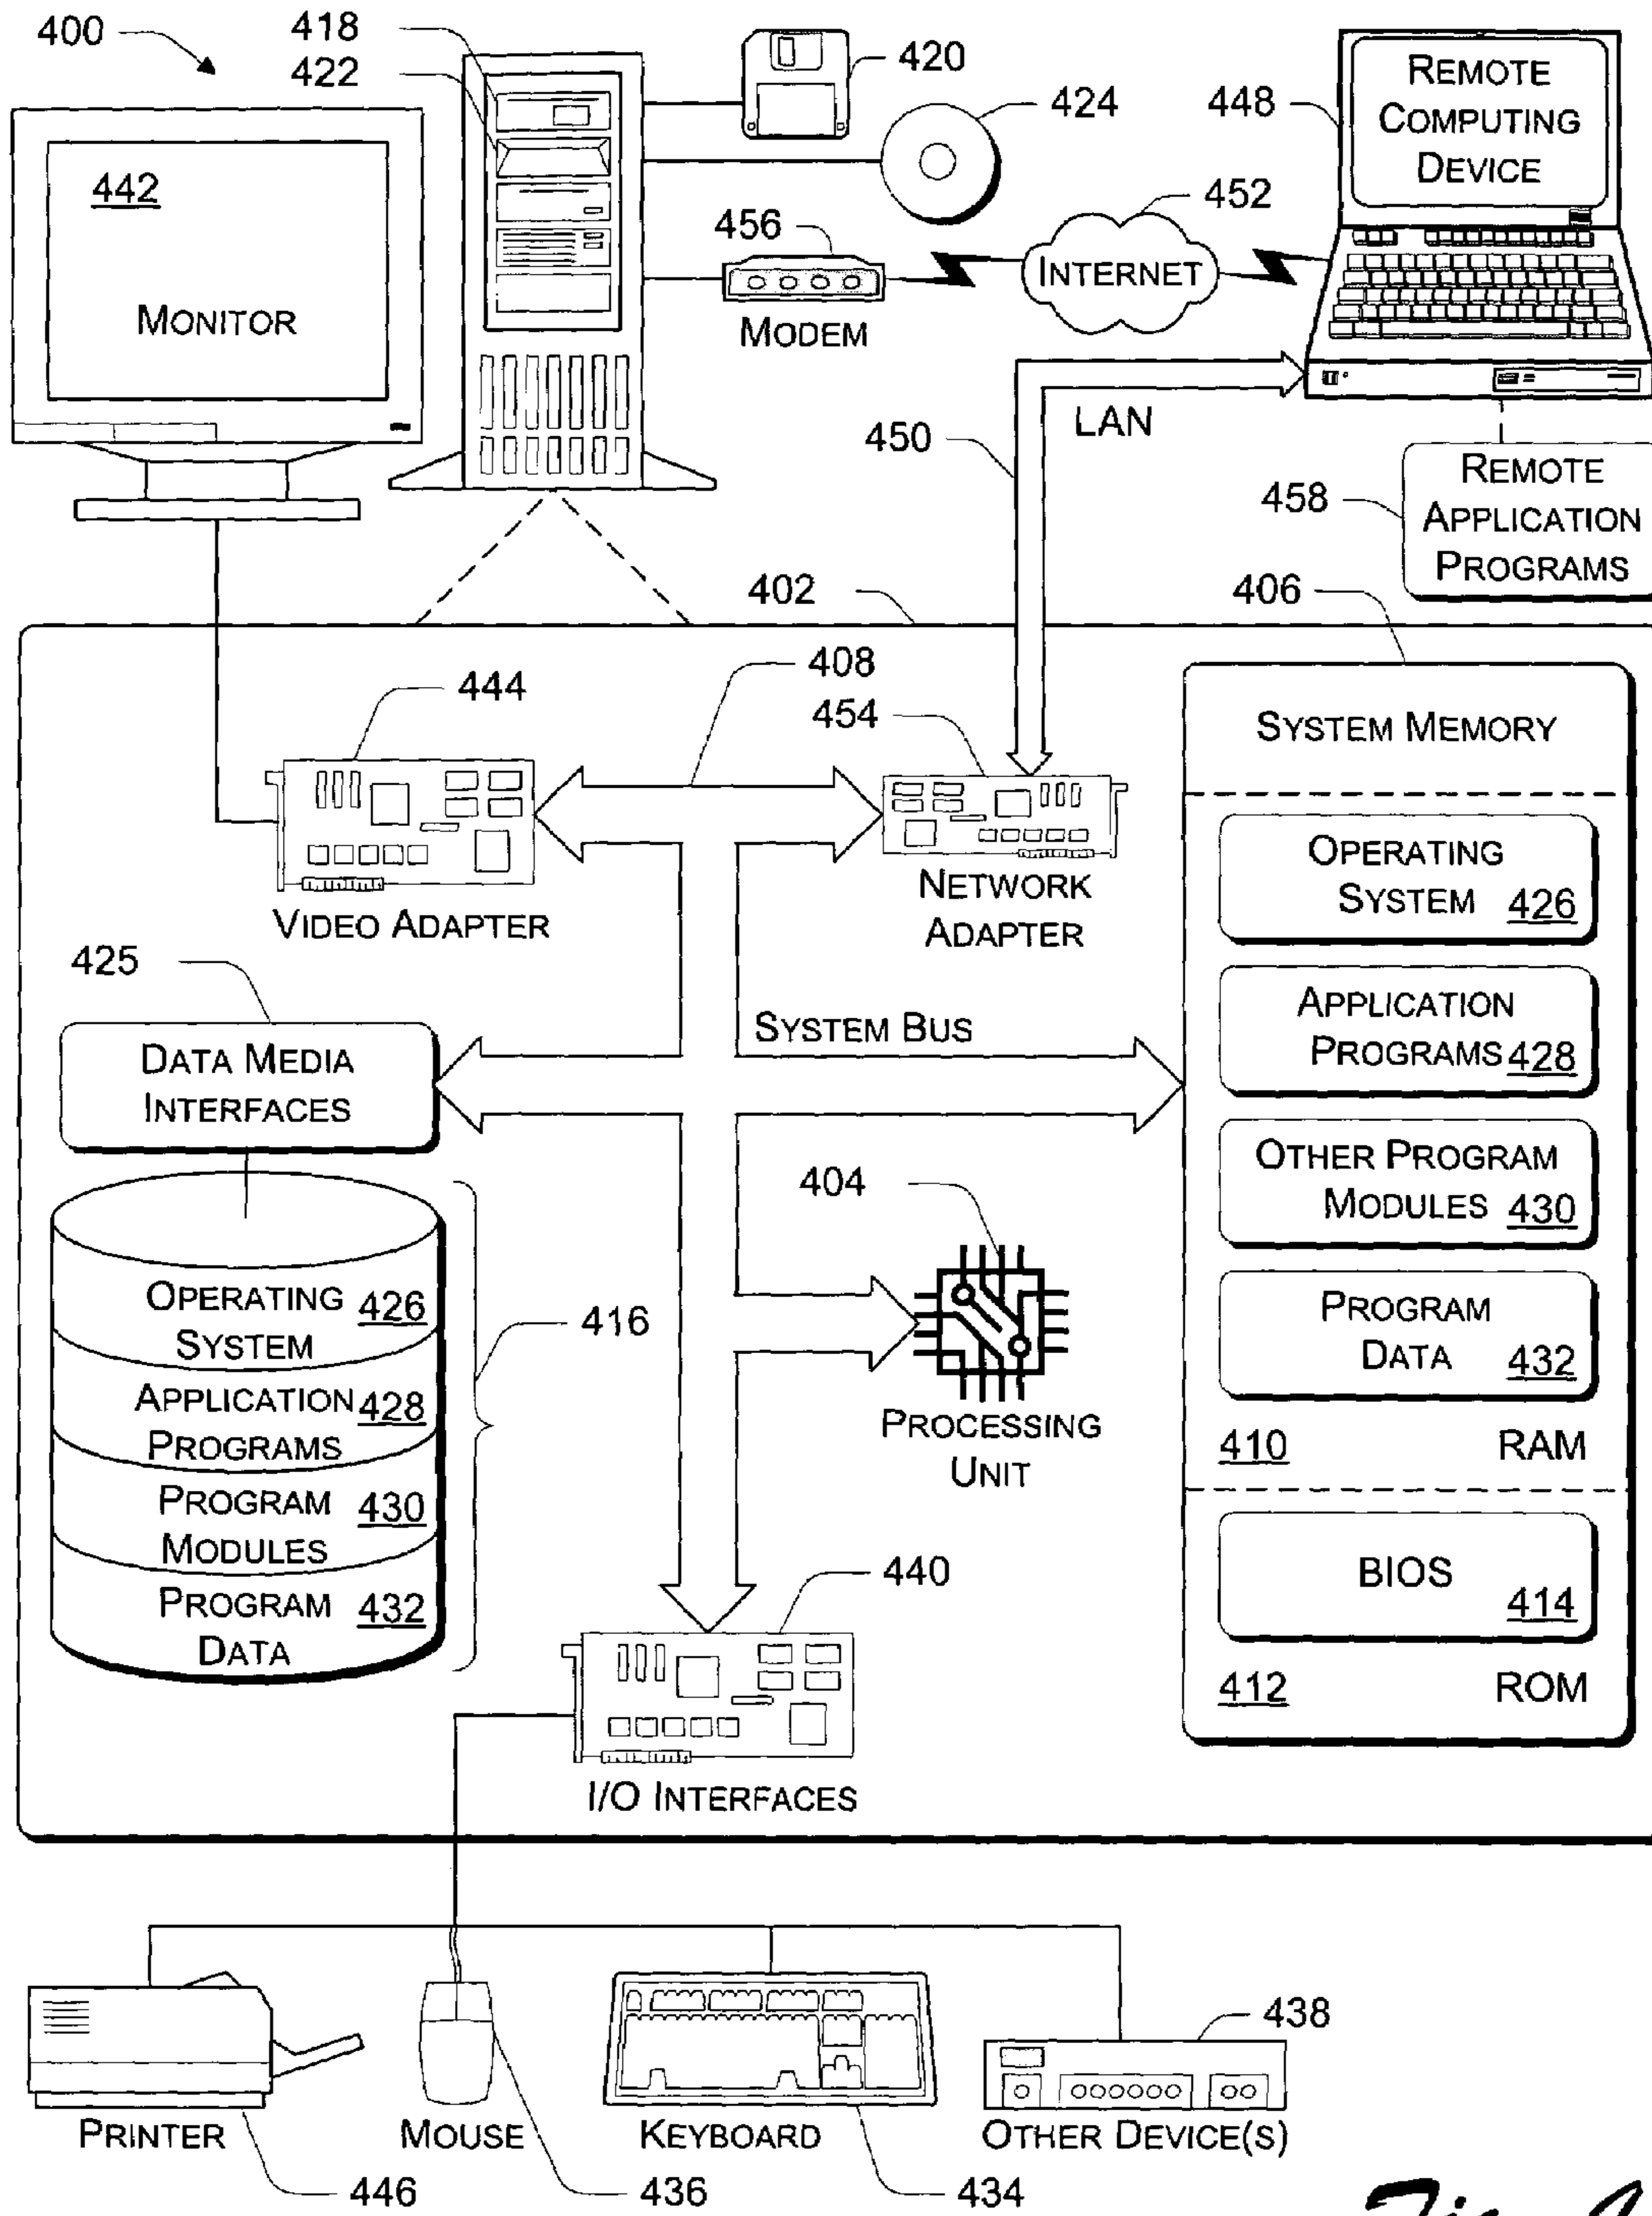 400
418
422
420
424
448
REMOTE
COMPUTING
DEVICE
442
MONITOR
456
MODEM
452
INTERNET
LAN
450
458
REMOTE
APPLICATION
PROGRAMS
402
406
444
408
454
SYSTEM MEMORY
VIDEO ADAPTER
NETWORK
ADAPTER
OPERATING
SYSTEM 426
425
DATA MEDIA
INTERFACES
SYSTEM BUS
APPLICATION
PROGRAMS 428
OTHER PROGRAM
MODULES 430
404
PROCESSING
UNIT
PROGRAM
DATA 432
410 RAM
OPERATING 426
SYSTEM
416
APPLICATION 428
PROGRAMS
PROGRAM 430
MODULES
PROGRAM 432
DATA
440
I/O INTERFACES
BIOS
414
412 ROM
438
PRINTER
MOUSE
KEYBOARD
OTHER DEVICE(S)
446
436
434